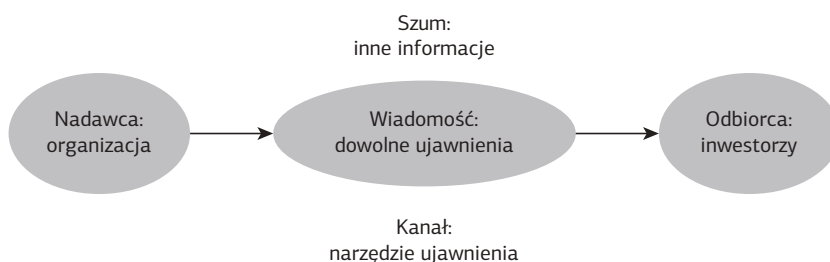 Szum:
inne informacje
Nadawca:
organizacja
Wiadomość:
dowolne ujawnienia
Odbiorca:
inwestorzy
Kanał:
narzędzie ujawnienia